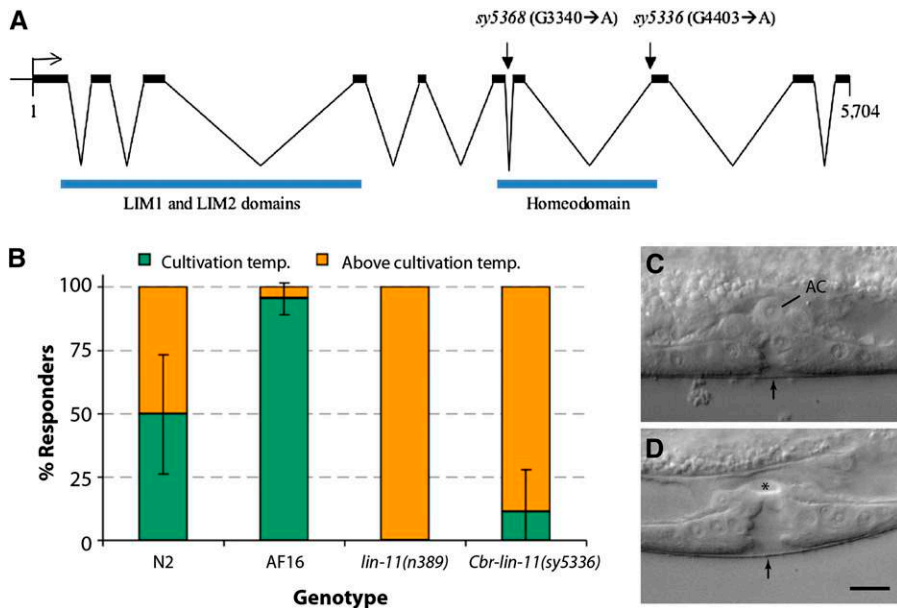 A
sy5368 (G3340→A) sy5336 (G4403→A)
1
5,704
LIM1 and LIM2 domains
Homeodomain
B
Cultivation temp. Above cultivation temp.
100
75
50
25
0
% Responders
N2 AF16 lin-11(n389) Cbr-lin-11(sy5336)
Genotype
C
AC
D
*